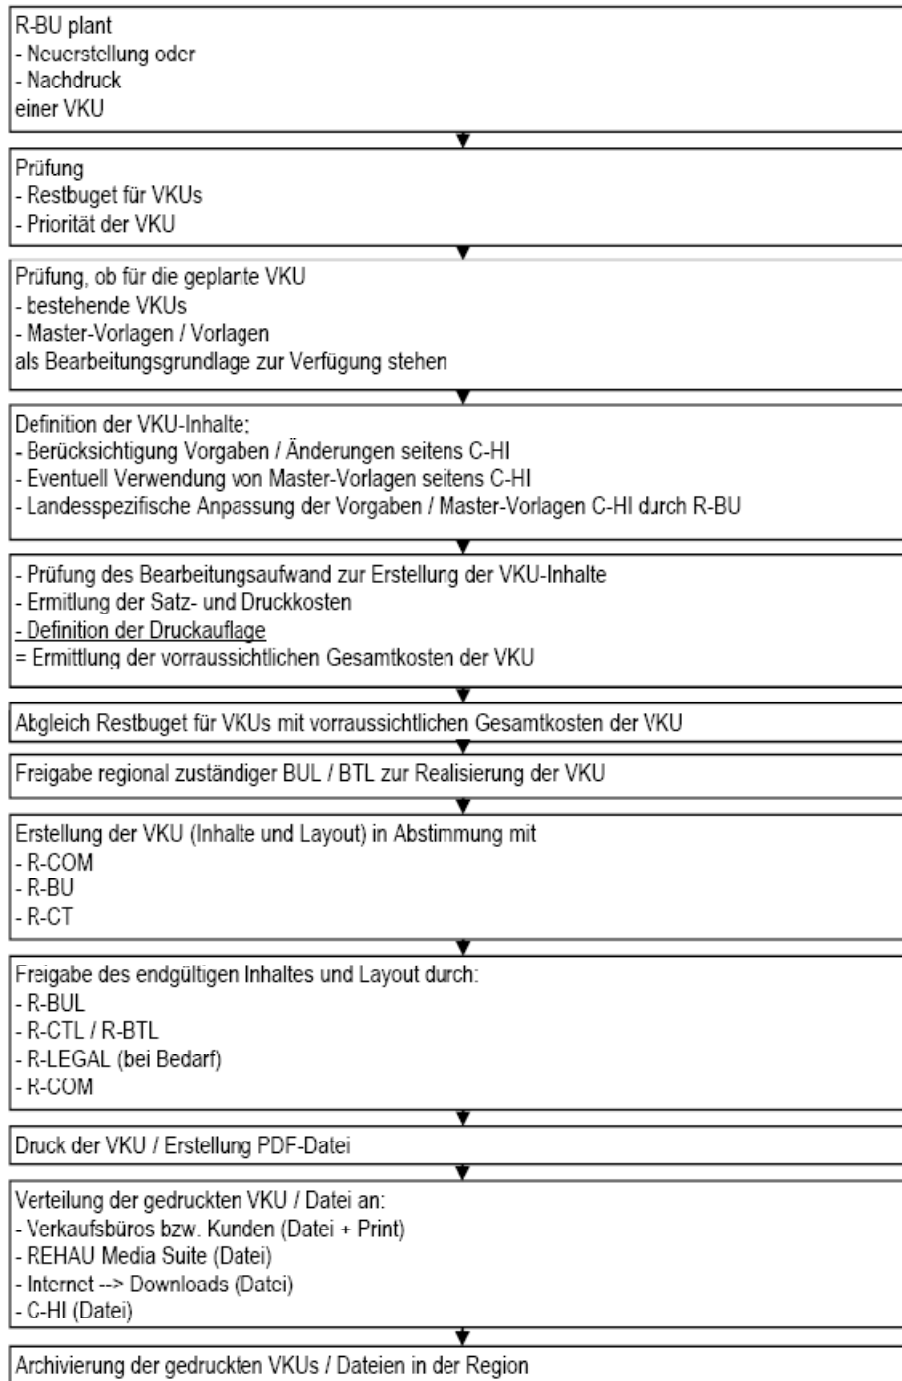 R-BU plant
- Neuerstellung oder
- Nachdruck
einer VKU
Prüfung
- Restbuget für VKUs
- Priorität der VKU
Prüfung, ob für die geplante VKU
- bestehende VKUs
- Master-Vorlagen / Vorlagen
als Bearbeitungsgrundlage zur Verfügung stehen
Definition der VKU-Inhalte:
- Berücksichtigung Vorgaben / Änderungen seitens C-HI
- Eventuell Verwendung von Master-Vorlagen seitens C-HI
- Landesspezifische Anpassung der Vorgaben / Master-Vorlagen C-HI durch R-BU
- Prüfung des Bearbeitungsaufwand zur Erstellung der VKU-Inhalte
- Ermitlung der Satz- und Druckkosten
- Definition der Druckauflage
= Ermittlung der vorraussichtlichen Gesamtkosten der VKU
Abgleich Restbuget für VKUs mit vorraussichtlichen Gesamtkosten der VKU
Freigabe regional zuständiger BUL / BTL zur Realisierung der VKU
Erstellung der VKU (Inhalte und Layout) in Abstimmung mit
- R-COM
- R-BU
- R-CT
Freigabe des endgültigen Inhaltes und Layout durch:
- R-BUL
- R-CTL / R-BTL
- R-LEGAL (bei Bedarf)
- R-COM
Druck der VKU / Erstellung PDF-Datei
Verteilung der gedruckten VKU / Datei an:
- Verkaufsbüros bzw. Kunden (Datei + Print)
- REHAU Media Suite (Datei)
- Internet --> Downloads (Datei)
- C-HI (Datei)
Archivierung der gedruckten VKUs / Dateien in der Region